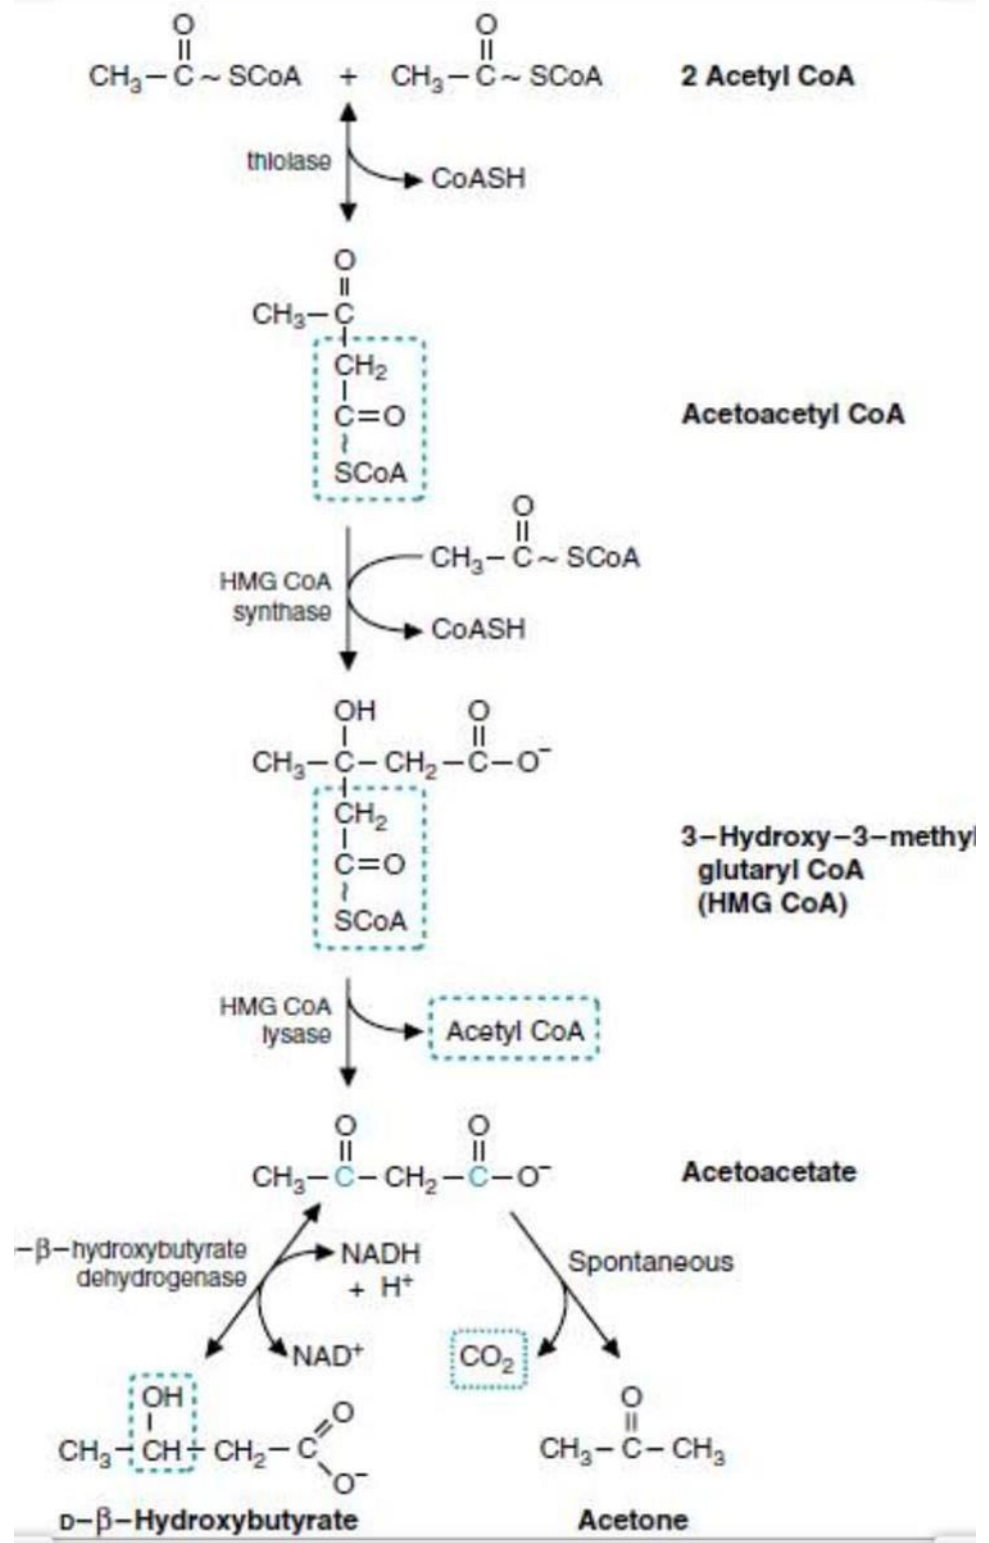 O
O
CH3–C~SCoA + CH3–C~SCoA 2 Acetyl CoA
thiolase
CoASH
O
CH3–C
CH2
C=O
Acetoacetyl CoA
SCoA
O
CH3–C~SCoA
HMG CoA
synthase
CoASH
OH O
CH3–C–CH2–C–O−
CH2
C=O
SCoA
3–Hydroxy–3–methyl
glutaryl CoA
(HMG CoA)
HMG CoA
lysase
Acetyl CoA
O O
CH3–C–CH2–C–O−
Acetoacetate
–β–hydroxybutyrate
dehydrogenase
NADH
+ H+
NAD+
Spontaneous
CO2
OH
O
CH3–CH–CH2–C
O−
D–β–Hydroxybutyrate
O
CH3–C–CH3
Acetone